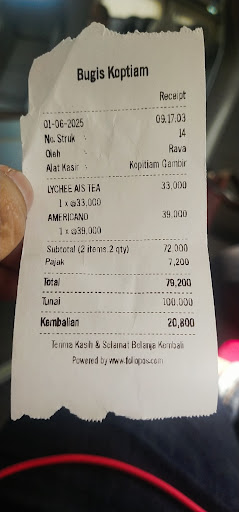 Bugis Koptiam
Receipt
01-06-2025 09.17.03
No. Struk : 14
Oleh : Rava
Alat Kasir : Kopitiam Gambir
LYCHEE AIS TEA 33,000
1 x @33,000
AMERICANO 39,000
1 x @39,000
Subtotal (2 items.2 qty) 72,000
Pajak 7,200
Total 79,200
Tunai 100.000
Kembalian 20,800
Terima Kasih & Selamat Belanja Kembali
Powered by www.foliopos.com